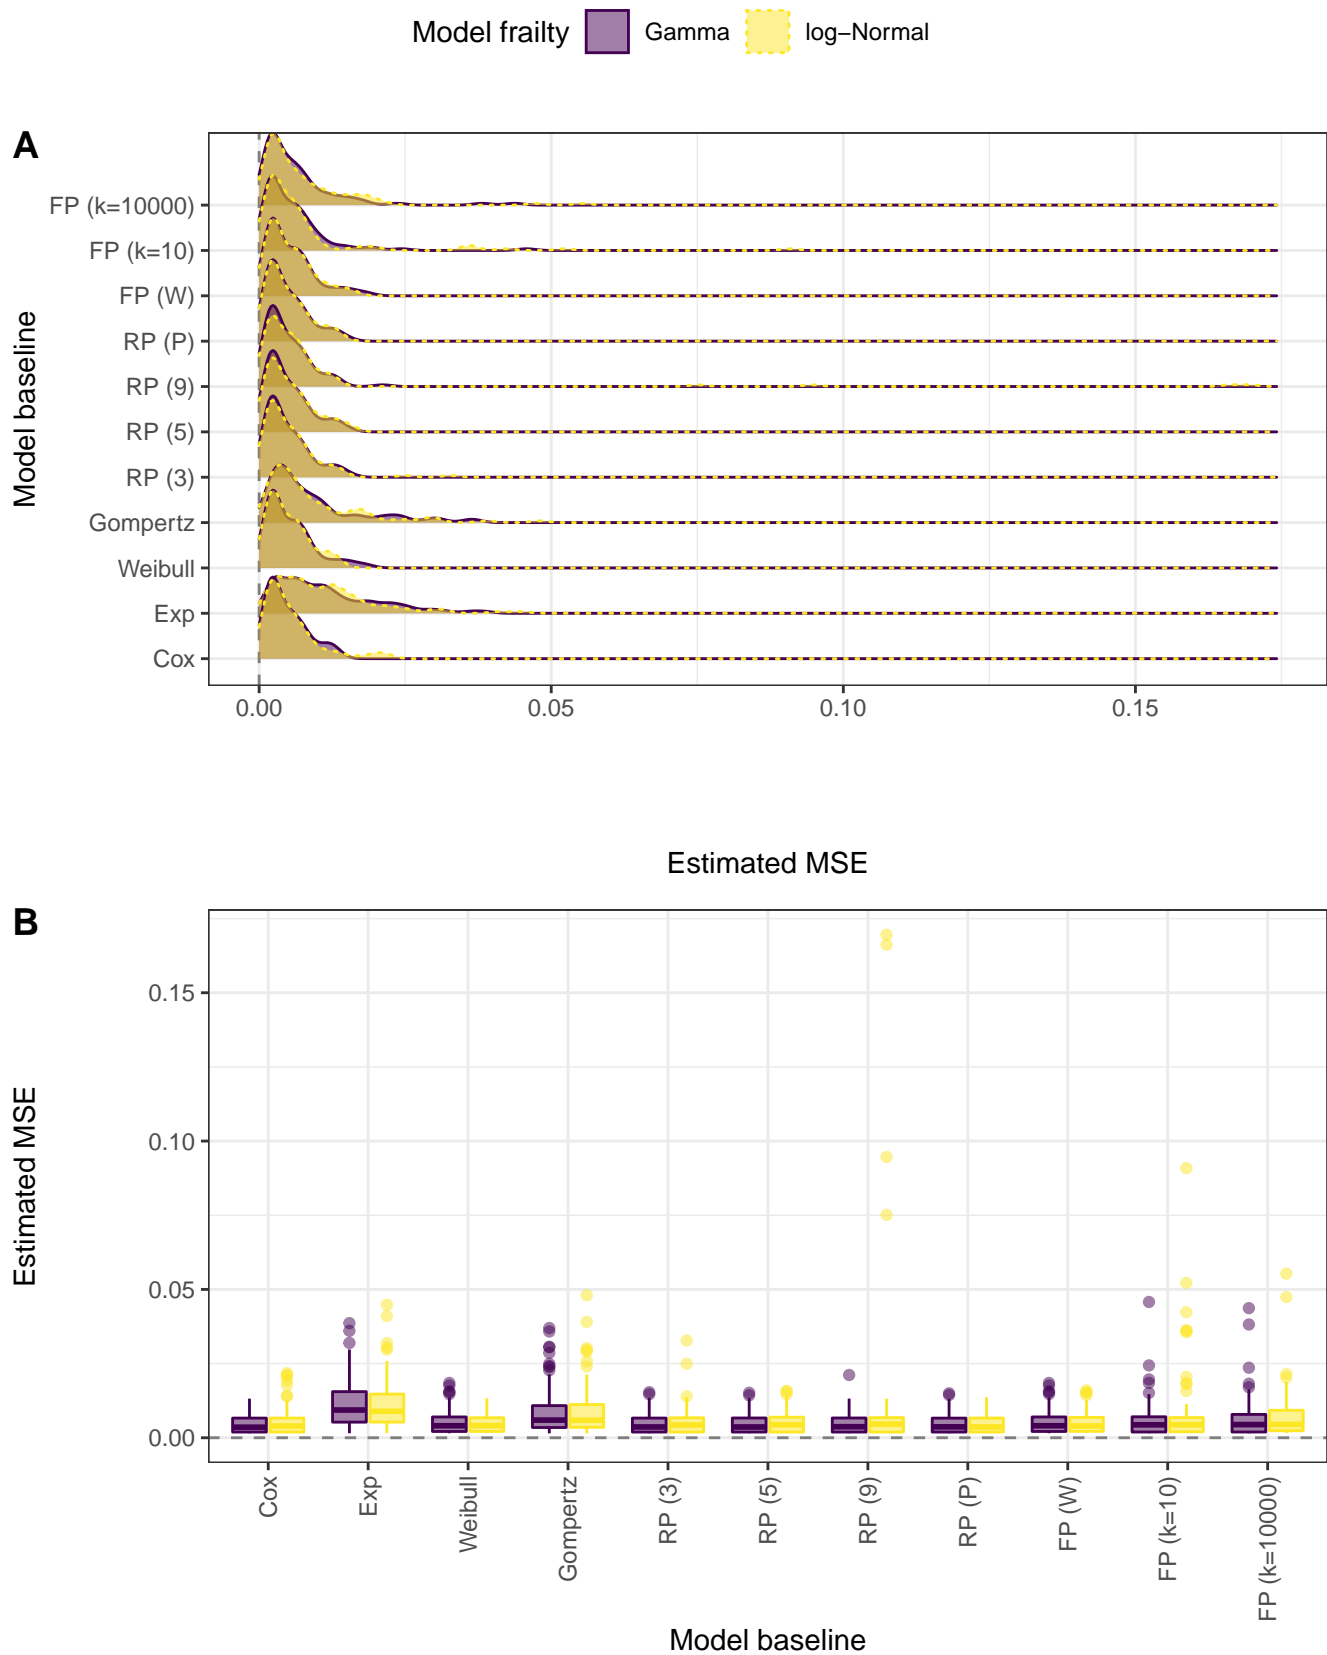 Model frailty Gamma log−Normal
A
Model baseline
FP (k=10000)
FP (k=10)
FP (W)
RP (P)
RP (9)
RP (5)
RP (3)
Gompertz
Weibull
Exp
Cox
0.00 0.05 0.10 0.15
Estimated MSE
B
Estimated MSE
0.15
0.10
0.05
0.00
Cox Exp Weibull Gompertz RP (3) RP (5) RP (9) RP (P) FP (W) FP (k=10) FP (k=10000)
Model baseline